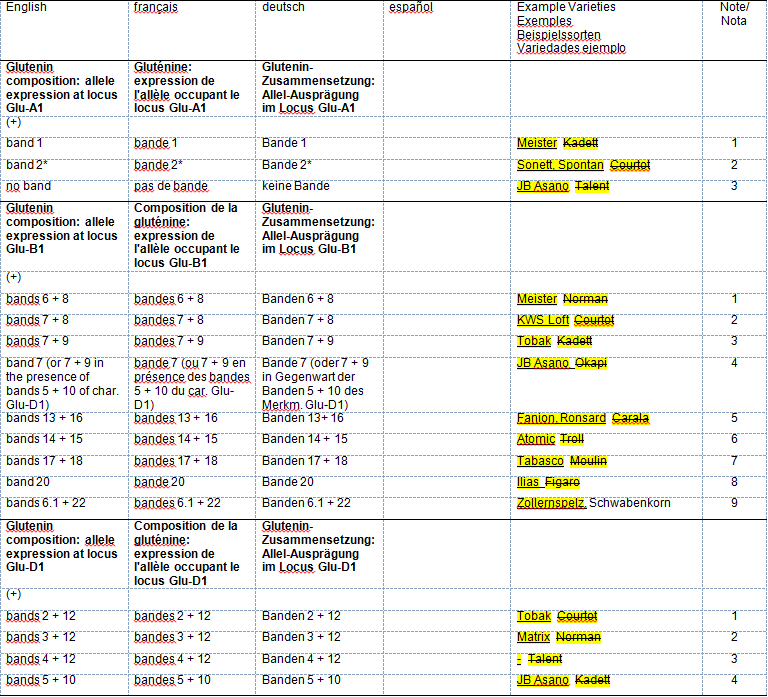 English français deutsch español Example Varieties Note/
Exemples Nota
Beispielssorten
Variedades ejemplo
Glutenin Gluténine: Glutenin-
composition: allele expression de Zusammensetzung:
expression at locus l'allèle occupant le Allel-Ausprägung
Glu-A1 locus Glu-A1 im Locus Glu-A1
(+)
band 1 bande 1 Bande 1 Meister Kadett 1
band 2* bande 2* Bande 2* Sonett, Spontan Courtot 2
no band pas de bande keine Bande JB Asano Talent 3
Glutenin Composition de la Glutenin-
composition: allele gluténine: Zusammensetzung:
expression at locus expression de Allel-Ausprägung
Glu-B1 l'allèle occupant le im Locus Glu-B1
locus Glu-B1
(+)
bands 6 + 8 bandes 6 + 8 Banden 6 + 8 Meister Norman 1
bands 7 + 8 bandes 7 + 8 Banden 7 + 8 KWS Loft Courtot 2
bands 7 + 9 bandes 7 + 9 Banden 7 + 9 Tobak Kadett 3
band 7 (or 7 + 9 in bande 7 (ou 7 + 9 en Bande 7 (oder 7 + 9 JB Asano Okapi 4
the presence of présence des bandes in Gegenwart der
bands 5 + 10 of char. 5 + 10 du car. Glu- Banden 5 + 10 des
Glu-D1) D1) Merkm. Glu-D1)
bands 13 + 16 bandes 13 + 16 Banden 13+ 16 Fanion, Ronsard Carala 5
bands 14 + 15 bandes 14 + 15 Banden 14 + 15 Atomic Troll 6
bands 17 + 18 bandes 17 + 18 Banden 17 + 18 Tabasco Moulin 7
band 20 bande 20 Bande 20 Ilias Figaro 8
bands 6.1 + 22 bandes 6.1 + 22 Banden 6.1 + 22 Zollernspelz, Schwabenkorn 9
Glutenin Composition de la Glutenin-
composition: allele gluténine: Zusammensetzung:
expression at locus expression de Allel-Ausprägung
Glu-D1 l'allèle occupant le im Locus Glu-D1
locus Glu-D1
(+)
bands 2 + 12 bandes 2 + 12 Banden 2 + 12 Tobak Courtot 1
bands 3 + 12 bandes 3 + 12 Banden 3 + 12 Matrix Norman 2
bands 4 + 12 bandes 4 + 12 Banden 4 + 12 - Talent 3
bands 5 + 10 bandes 5 + 10 Banden 5 + 10 JB Asano Kadett 4